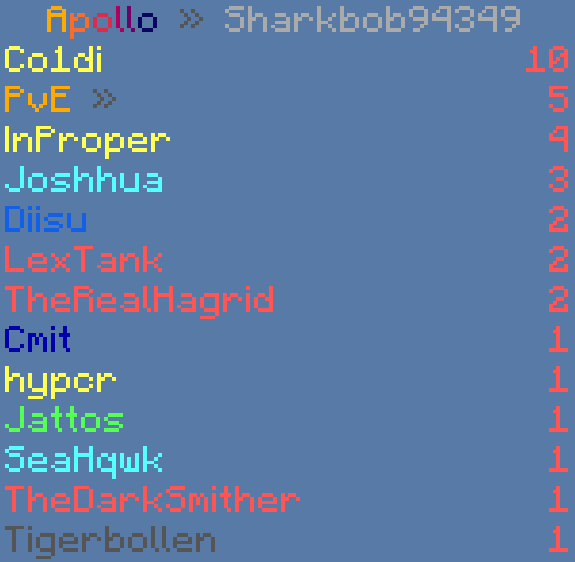 Apollo » Sharkbob94349
Co1di 10
PvE » 5
InProper 4
Joshhua 3
Diisu 2
LexTank 2
TheRealHagrid 2
Cmit 1
hypcr 1
Jattos 1
SeaHqwk 1
TheDarkSmither 1
Tigerbollen 1